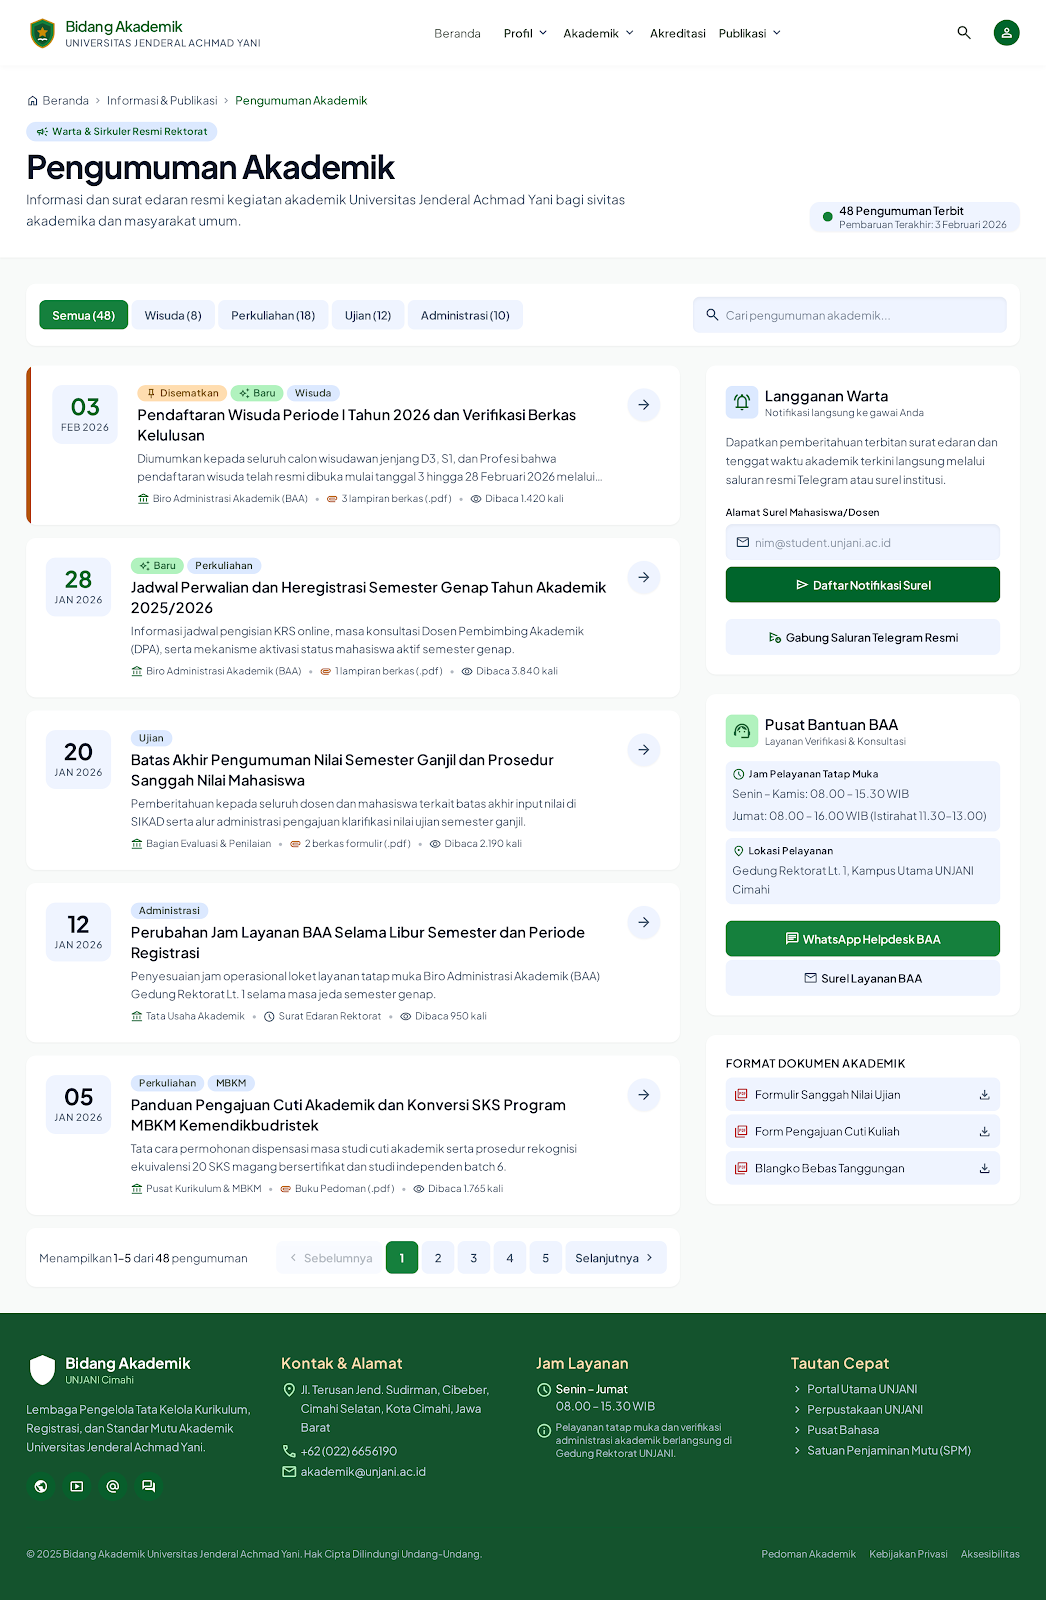 Bidang Akademik
UNIVERSITAS JENDERAL ACHMAD YANI
Beranda
Profil
Akademik
Akreditasi
Publikasi
Beranda
Informasi & Publikasi
Pengumuman Akademik
Warta & Sirkuler Resmi Rektorat
Pengumuman Akademik
Informasi dan surat edaran resmi kegiatan akademik Universitas Jenderal Achmad Yani bagi sivitas
akademika dan masyarakat umum.
48 Pengumuman Terbit
Pembaruan Terakhir: 3 Februari 2026
Semua (48)
Wisuda (8)
Perkuliahan (18)
Ujian (12)
Administrasi (10)
Cari pengumuman akademik...
03
FEB 2026
Disematkan
Baru
Wisuda
Pendaftaran Wisuda Periode I Tahun 2026 dan Verifikasi Berkas
Kelulusan
Diumumkan kepada seluruh calon wisudawan jenjang D3, S1, dan Profesi bahwa
pendaftaran wisuda telah resmi dibuka mulai tanggal 3 hingga 28 Februari 2026 melalui...
Biro Administrasi Akademik (BAA)
•
3 lampiran berkas (.pdf)
•
Dibaca 1.420 kali
28
JAN 2026
Baru
Perkuliahan
Jadwal Perwalian dan Heregistrasi Semester Genap Tahun Akademik
2025/2026
Informasi jadwal pengisian KRS online, masa konsultasi Dosen Pembimbing Akademik
(DPA), serta mekanisme aktivasi status mahasiswa aktif semester genap.
Biro Administrasi Akademik (BAA)
•
1 lampiran berkas (.pdf)
•
Dibaca 3.840 kali
20
JAN 2026
Ujian
Batas Akhir Pengumuman Nilai Semester Ganjil dan Prosedur
Sanggah Nilai Mahasiswa
Pemberitahuan kepada seluruh dosen dan mahasiswa terkait batas akhir input nilai di
SIKAD serta alur administrasi pengajuan klarifikasi nilai ujian semester ganjil.
Bagian Evaluasi & Penilaian
•
2 berkas formulir (.pdf)
•
Dibaca 2.190 kali
12
JAN 2026
Administrasi
Perubahan Jam Layanan BAA Selama Libur Semester dan Periode
Registrasi
Penyesuaian jam operasional loket layanan tatap muka Biro Administrasi Akademik (BAA)
Gedung Rektorat Lt. 1 selama masa jeda semester genap.
Tata Usaha Akademik
•
Surat Edaran Rektorat
•
Dibaca 950 kali
05
JAN 2026
Perkuliahan
MBKM
Panduan Pengajuan Cuti Akademik dan Konversi SKS Program
MBKM Kemendikbudristek
Tata cara permohonan dispensasi masa studi cuti akademik serta prosedur rekognisi
ekuivalensi 20 SKS magang bersertifikat dan studi independen batch 6.
Pusat Kurikulum & MBKM
•
Buku Pedoman (.pdf)
•
Dibaca 1.765 kali
Menampilkan 1–5 dari 48 pengumuman
Sebelumnya
1
2
3
4
5
Selanjutnya
Langganan Warta
Notifikasi langsung ke gawai Anda
Dapatkan pemberitahuan terbitan surat edaran dan
tenggat waktu akademik terkini langsung melalui
saluran resmi Telegram atau surel institusi.
Alamat Surel Mahasiswa/Dosen
nim@student.unjani.ac.id
Daftar Notifikasi Surel
Gabung Saluran Telegram Resmi
Pusat Bantuan BAA
Layanan Verifikasi & Konsultasi
Jam Pelayanan Tatap Muka
Senin – Kamis: 08.00 – 15.30 WIB
Jumat: 08.00 – 16.00 WIB (Istirahat 11.30–13.00)
Lokasi Pelayanan
Gedung Rektorat Lt. 1, Kampus Utama UNJANI
Cimahi
WhatsApp Helpdesk BAA
Surel Layanan BAA
FORMAT DOKUMEN AKADEMIK
Formulir Sanggah Nilai Ujian
Form Pengajuan Cuti Kuliah
Blangko Bebas Tanggungan
Bidang Akademik
UNJANI Cimahi
Lembaga Pengelola Tata Kelola Kurikulum,
Registrasi, dan Standar Mutu Akademik
Universitas Jenderal Achmad Yani.
Kontak & Alamat
Jl. Terusan Jend. Sudirman, Cibeber,
Cimahi Selatan, Kota Cimahi, Jawa
Barat
+62 (022) 6656190
akademik@unjani.ac.id
Jam Layanan
Senin – Jumat
08.00 – 15.30 WIB
Pelayanan tatap muka dan verifikasi
administrasi akademik berlangsung di
Gedung Rektorat UNJANI.
Tautan Cepat
Portal Utama UNJANI
Perpustakaan UNJANI
Pusat Bahasa
Satuan Penjaminan Mutu (SPM)
© 2025 Bidang Akademik Universitas Jenderal Achmad Yani. Hak Cipta Dilindungi Undang-Undang.
Pedoman Akademik
Kebijakan Privasi
Aksesibilitas